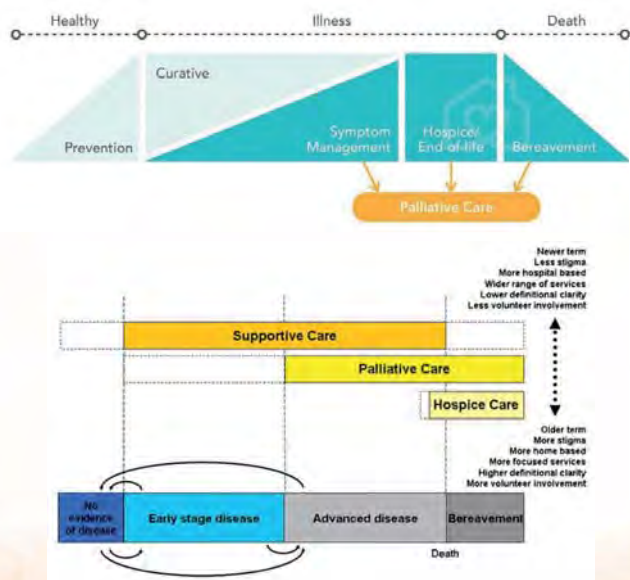 Healthy
Illness
Death
Curative
Prevention
Symptom
Management
Hospice/
End-of-life
Bereavement
Palliative Care
Newer term
Less stigma
More hospital based
Wider range of services
Lower definitional clarity
Less volunteer involvement
Supportive Care
Palliative Care
Hospice Care
Older term
More stigma
More home based
More focused services
Higher definitional clarity
More volunteer involvement
No
evidence
of disease
Early stage disease
Advanced disease
Bereavement
Death